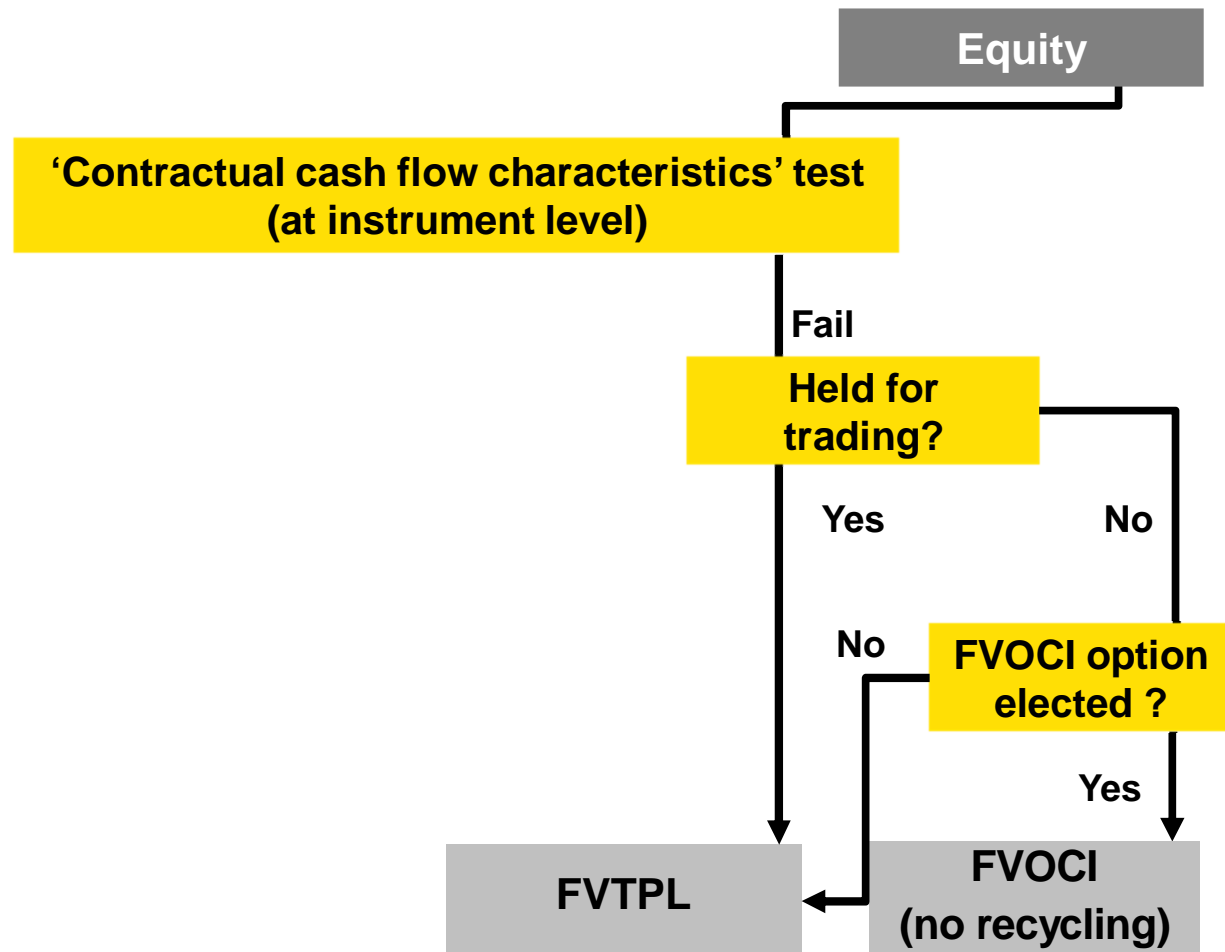 Equity
‘Contractual cash flow characteristics’ test
(at instrument level)
Fail
Held for
trading?
Yes
No
No
FVOCI option
elected ?
Yes
FVTPL
FVOCI
(no recycling)